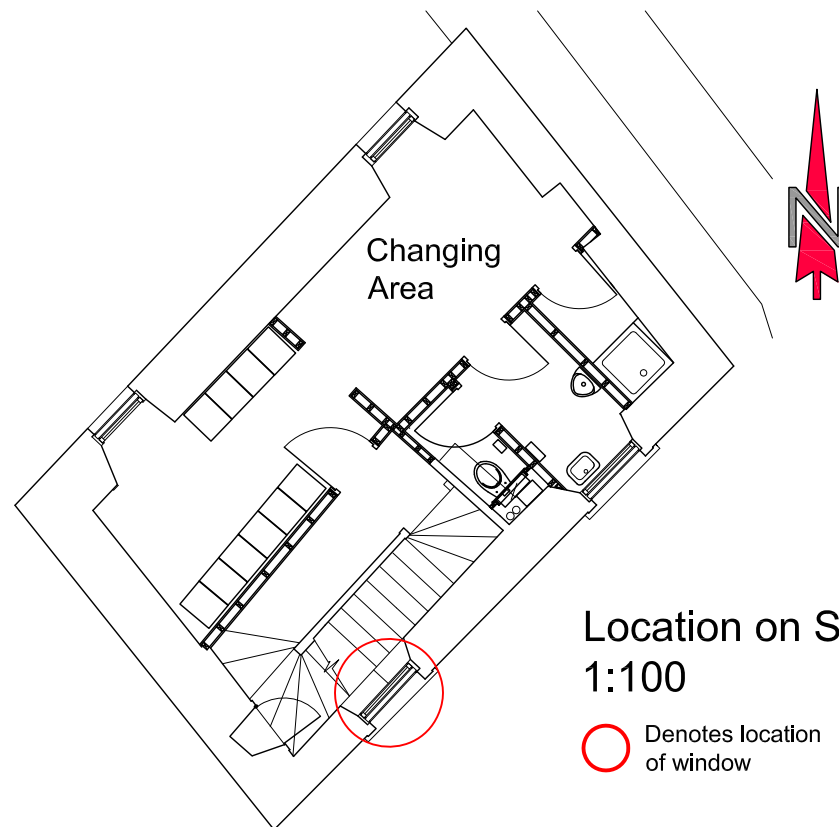 Changing
Area
N
Location on S
1:100
Denotes location
of window